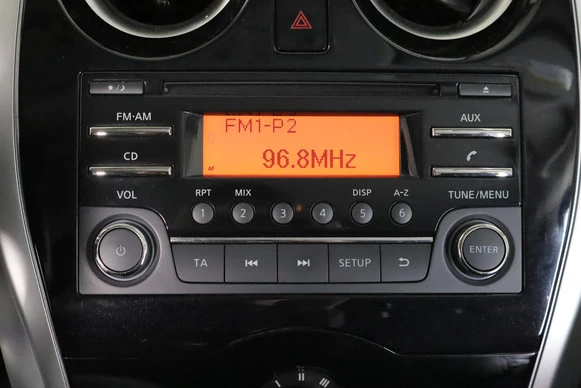 FM·AM
CD
VOL
FM1-P2
96.8MHz
AF
AUX
TUNE/MENU
RPT MIX DISP A-Z
1 2 3 4 5 6
TA SETUP
ENTER